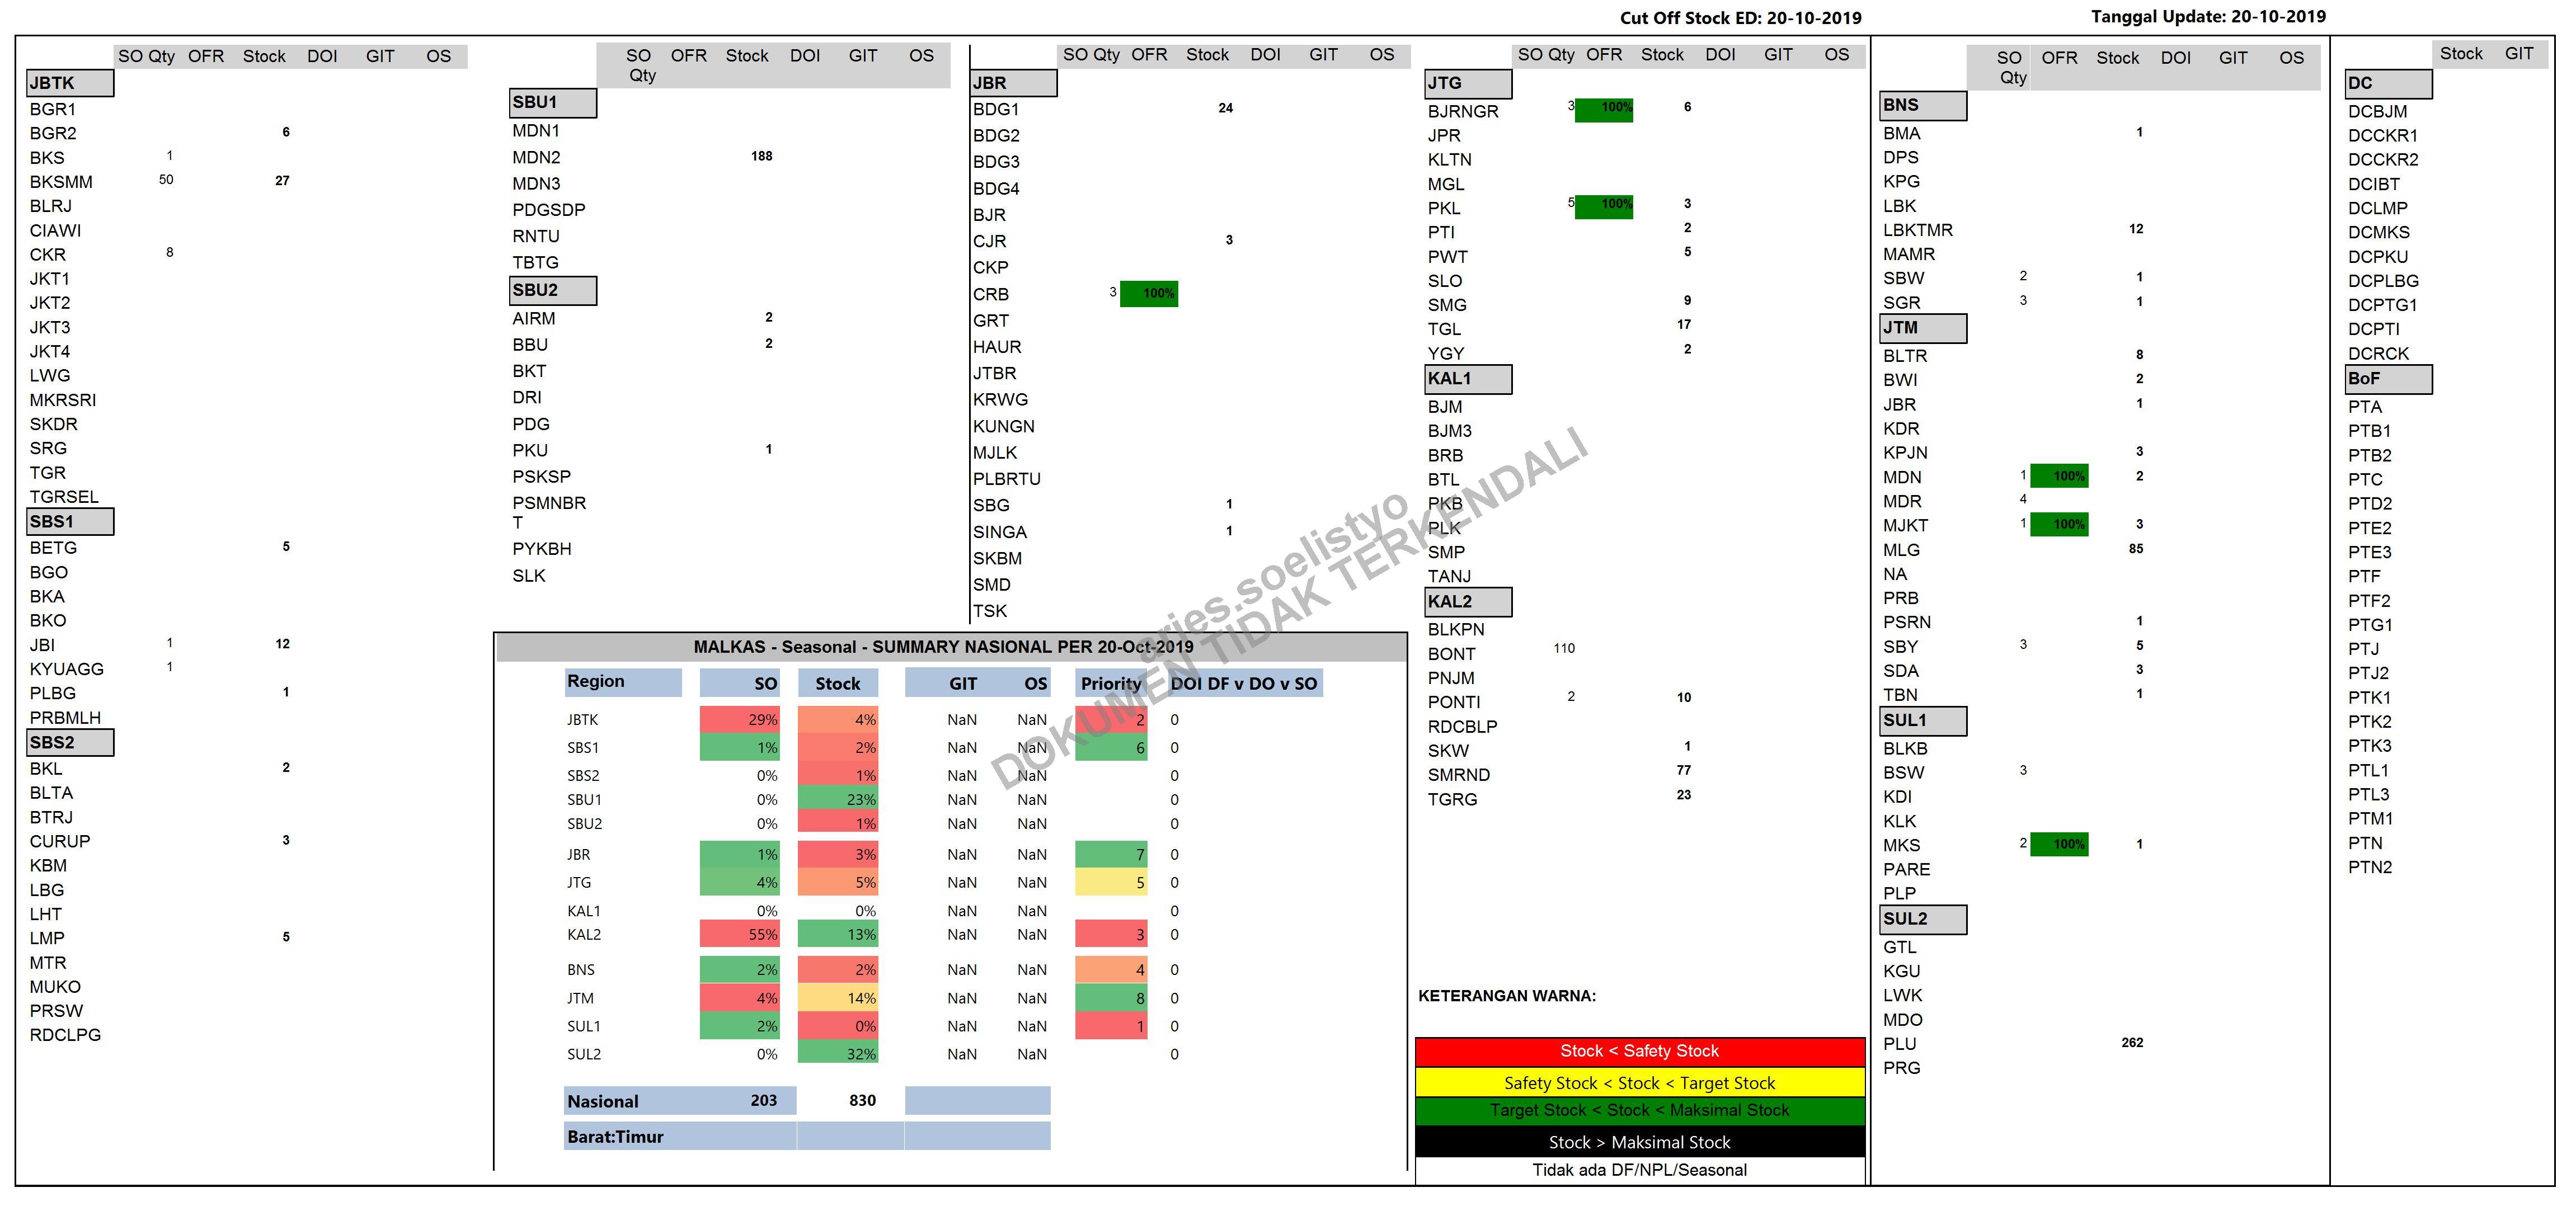 Cut Off Stock ED: 20-10-2019
Tanggal Update: 20-10-2019
SO Qty OFR Stock DOI GIT OS
JBTK
BGR1
BGR2 6
BKS 1
BKSMM 50 27
BLRJ
CIAWI
CKR 8
JKT1
JKT2
JKT3
JKT4
LWG
MKRSRI
SKDR
SRG
TGR
TGRSEL
SBS1
BETG 5
BGO
BKA
BKO
JBI 1 12
KYUAGG 1
PLBG 1
PRBMLH
SBS2
BKL 2
BLTA
BTRJ
CURUP 3
KBM
LBG
LHT
LMP 5
MTR
MUKO
PRSW
RDCLPG
SO OFR Stock DOI GIT OS
Qty
SBU1
MDN1
MDN2 188
MDN3
PDGSDP
RNTU
TBTG
SBU2
AIRM 2
BBU 2
BKT
DRI
PDG
PKU 1
PSKSP
PSMNBR
T
PYKBH
SLK
SO Qty OFR Stock DOI GIT OS
JBR
BDG1 24
BDG2
BDG3
BDG4
BJR
CJR 3
CKP
CRB 3 100%
GRT
HAUR
JTBR
KRWG
KUNGN
MJLK
PLBRTU
SBG 1
SINGA 1
SKBM
SMD
TSK
MALKAS - Seasonal - SUMMARY NASIONAL PER 20-Oct-2019
Region SO Stock GIT OS Priority DOI DF v DO v SO
JBTK 29% 4% NaN NaN 2 0
SBS1 1% 2% NaN NaN 6 0
SBS2 0% 1% NaN NaN 0
SBU1 0% 23% NaN NaN 0
SBU2 0% 1% NaN NaN 0
JBR 1% 3% NaN NaN 7 0
JTG 4% 5% NaN NaN 5 0
KAL1 0% 0% NaN NaN 0
KAL2 55% 13% NaN NaN 3 0
BNS 2% 2% NaN NaN 4 0
JTM 4% 14% NaN NaN 8 0
SUL1 2% 0% NaN NaN 1 0
SUL2 0% 32% NaN NaN 0
Nasional 203 830
Barat:Timur
aries.soelistyo
DOKUMEN TIDAK TERKENDALI
SO Qty OFR Stock DOI GIT OS
JTG
BJRNGR 3 100% 6
JPR
KLTN
MGL
PKL 5 100% 3
PTI 2
PWT 5
SLO
SMG 9
TGL 17
YGY 2
KAL1
BJM
BJM3
BRB
BTL
PKB
PLK
SMP
TANJ
KAL2
BLKPN
BONT 110
PNJM
PONTI 2 10
RDCBLP
SKW 1
SMRND 77
TGRG 23
KETERANGAN WARNA:
Stock < Safety Stock
Safety Stock < Stock < Target Stock
Target Stock < Stock < Maksimal Stock
Stock > Maksimal Stock
Tidak ada DF/NPL/Seasonal
SO OFR Stock DOI GIT OS
Qty
BNS
BMA 1
DPS
KPG
LBK
LBKTMR 12
MAMR
SBW 2 1
SGR 3 1
JTM
BLTR 8
BWI 2
JBR 1
KDR
KPJN 3
MDN 1 100% 2
MDR 4
MJKT 1 100% 3
MLG 85
NA
PRB
PSRN 1
SBY 3 5
SDA 3
TBN 1
SUL1
BLKB
BSW 3
KDI
KLK
MKS 2 100% 1
PARE
PLP
SUL2
GTL
KGU
LWK
MDO
PLU 262
PRG
Stock GIT
DC
DCBJM
DCCKR1
DCCKR2
DCIBT
DCLMP
DCMKS
DCPKU
DCPLBG
DCPTG1
DCPTI
DCRCK
BoF
PTA
PTB1
PTB2
PTC
PTD2
PTE2
PTE3
PTF
PTF2
PTG1
PTJ
PTJ2
PTK1
PTK2
PTK3
PTL1
PTL3
PTM1
PTN
PTN2